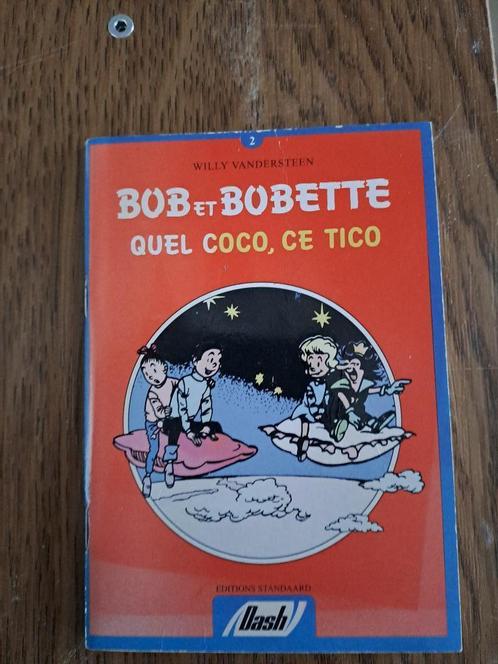 2
WILLY VANDERSTEEN
BOB ET BOBETTE
QUEL COCO, CE TICO
EDITIONS STANDAARD
Dash